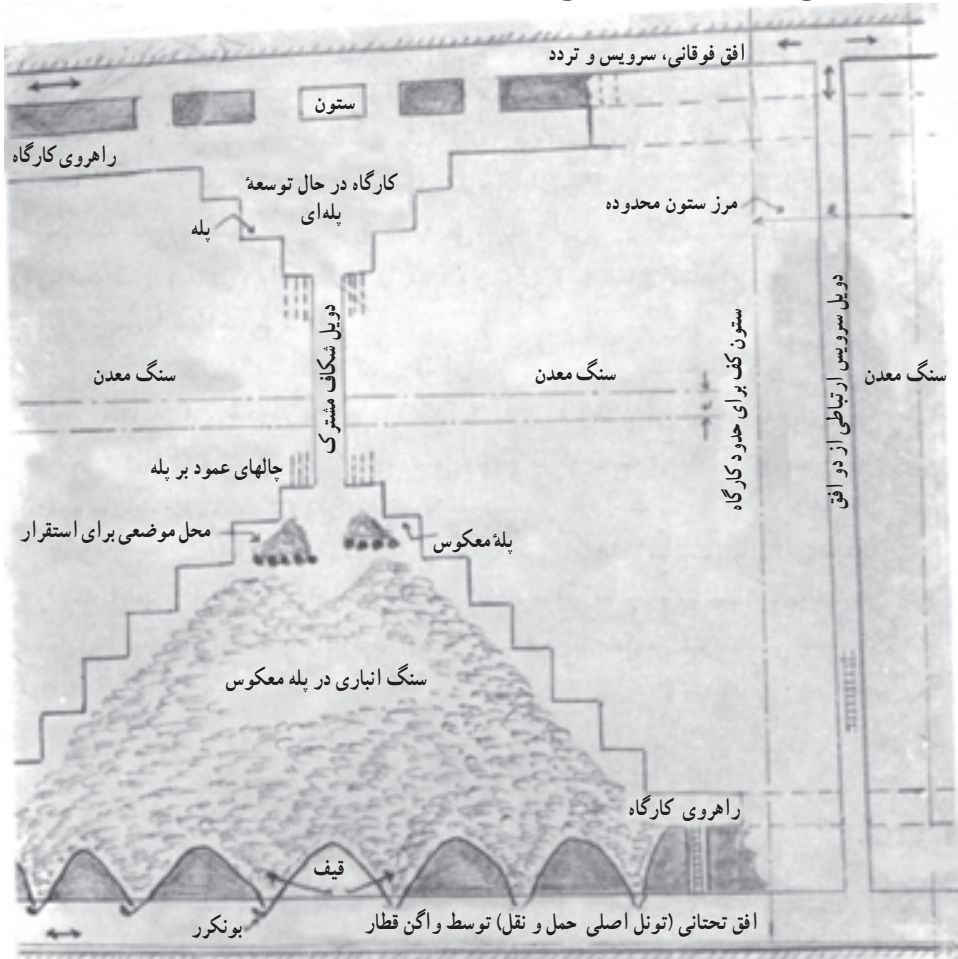 افق فوقانی، سرویس و تردد
ستون
راهروی کارگاه
کارگاه در حال توسعهٔ
پله‌ای
پله
مرز ستون محدوده
دویل شکاف مشترک
ستون کف برای حدود کارگاه
دویل سرویس ارتباطی از دو افق
سنگ معدن
سنگ معدن
سنگ معدن
چالهای عمود بر پله
محل موضعی برای استقرار
پلهٔ معکوس
سنگ انباری در پله معکوس
راهروی کارگاه
قیف
بونکرر
افق تحتانی (تونل اصلی حمل و نقل) توسط واگن قطار